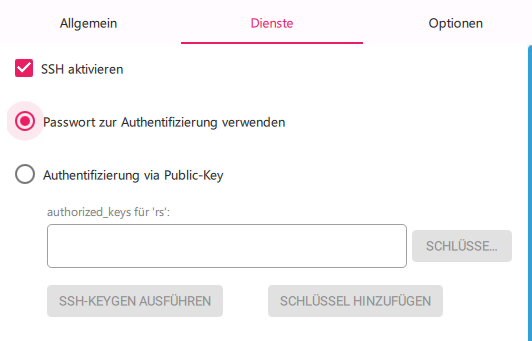 Allgemein Dienste Optionen
SSH aktivieren
Passwort zur Authentifizierung verwenden
Authentifizierung via Public-Key
authorized_keys für 'rs':
SCHLÜSSE...
SSH-KEYGEN AUSFÜHREN SCHLÜSSEL HINZUFÜGEN